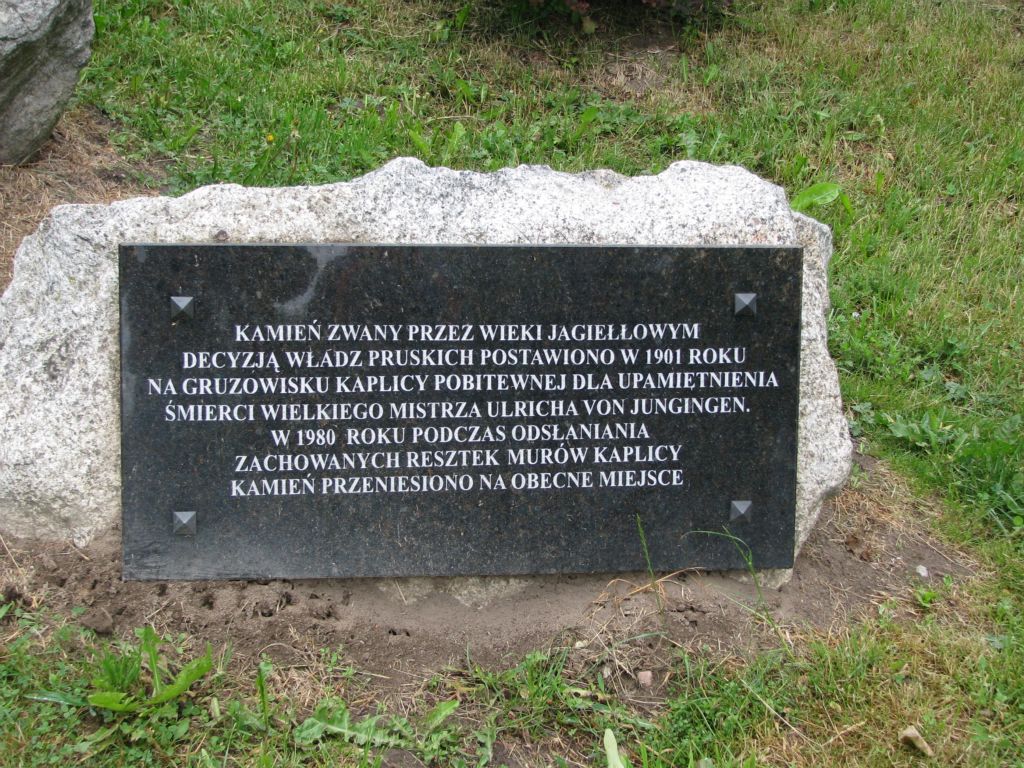 KAMIEŃ ZWANY PRZEZ WIEKI JAGIEŁŁOWYM
DECYZJĄ WŁADZ PRUSKICH POSTAWIONO W 1901 ROKU
NA GRUZOWISKU KAPLICY POBITEWNEJ DLA UPAMIĘTNIENIA
ŚMIERCI WIELKIEGO MISTRZA ULRICHA VON JUNGINGEN.
W 1980 ROKU PODCZAS ODSŁANIANIA
ZACHOWANYCH RESZTEK MURÓW KAPLICY
KAMIEŃ PRZENIESIONO NA OBECNE MIEJSCE